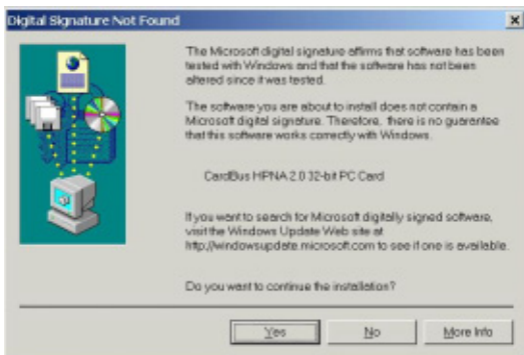 Digital Signature Not Found
The Microsoft digital signature affirms that software has been
tested with Windows and that the software has not been
altered since it was tested.
The software you are about to install does not contain a
Microsoft digital signature. Therefore, there is no guarantee
that this software works correctly with Windows.
CardBus HPNA 2.0 32-bit PC Card
If you want to search for Microsoft digitally signed software,
visit the Windows Update Web site at
http://windowsupdate.microsoft.com to see if one is available.
Do you want to continue the installation?
Yes No More Info